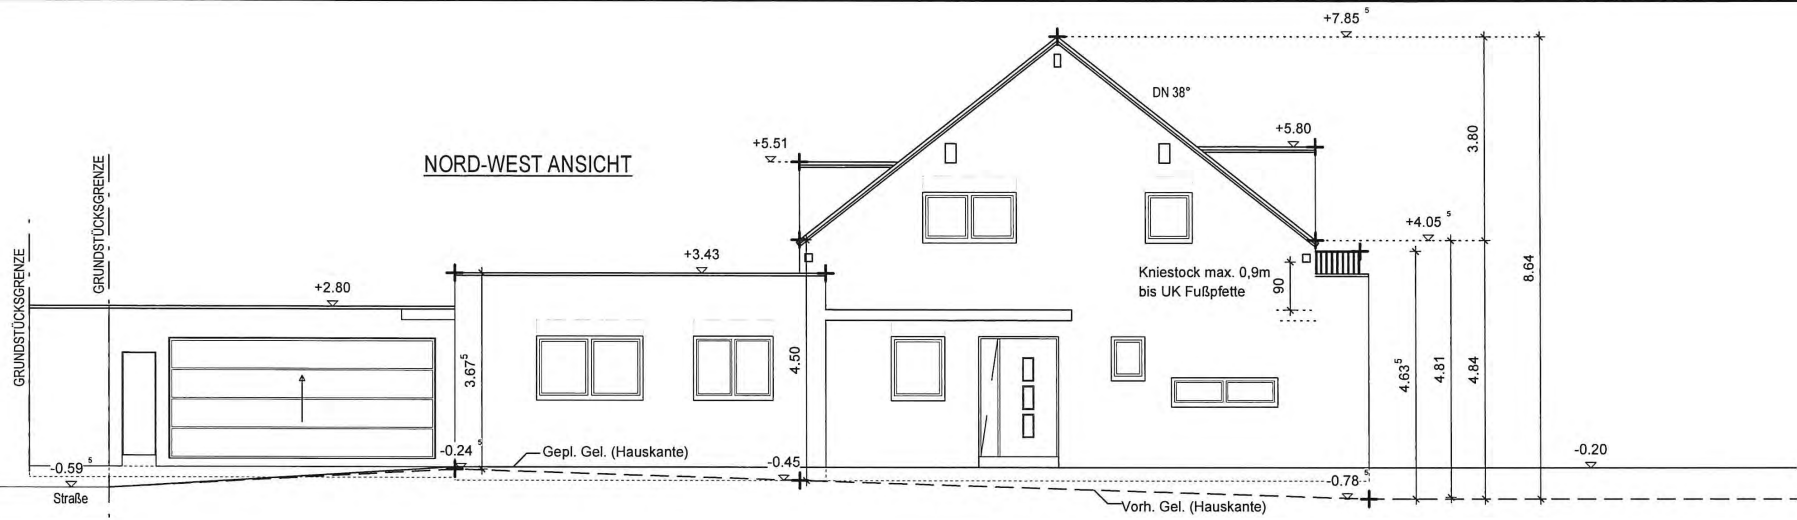 +7.85 5
DN 38°
+5.80
+5.51
3.80
NORD-WEST ANSICHT
GRUNDSTÜCKSGRENZE
GRUNDSTÜCKSGRENZE
+4.05 5
+3.43
8.64
Kniestock max. 0,9m
bis UK Fußpfette
90
+2.80
3.67 5
4.50
4.63 5
4.81
4.84
-0.24 5
Gepl. Gel. (Hauskante)
-0.45
-0.20
-0.59 5
-0.78 5
Straße
Vorh. Gel. (Hauskante)